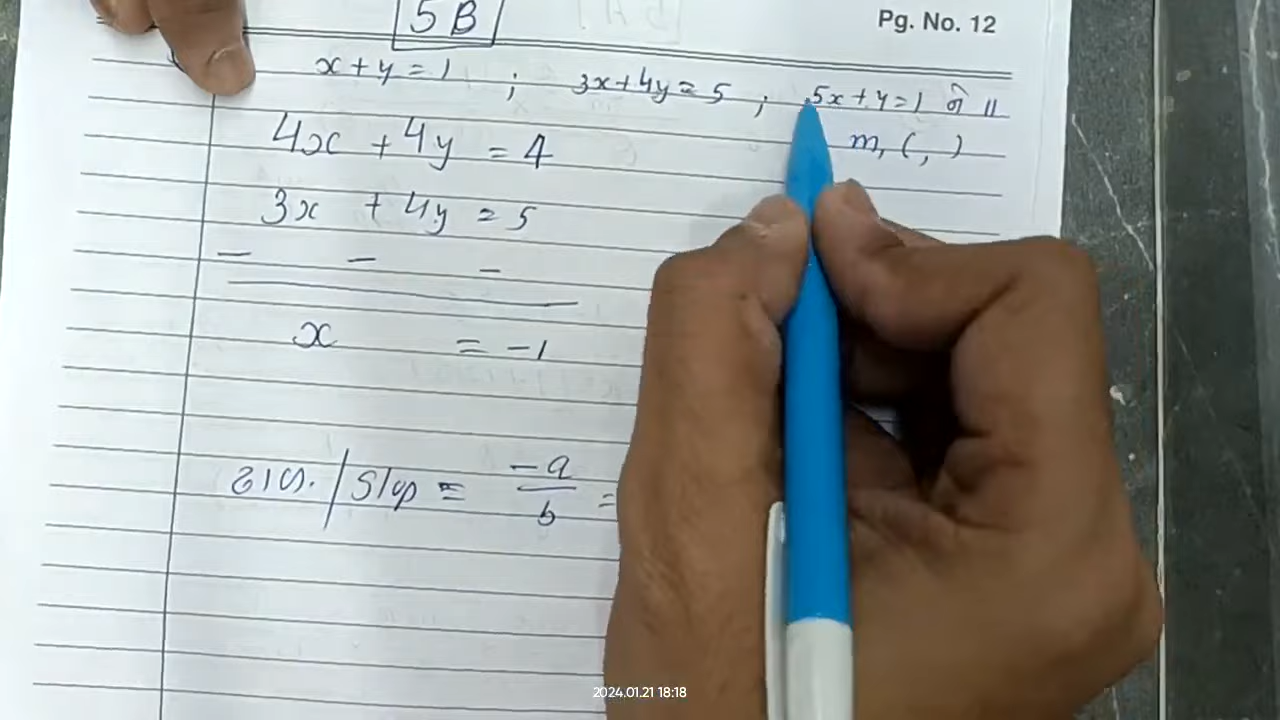 5 B
Pg. No. 12
x + y = 1 ; 3x + 4y = 5 ; 5x + y = 1 ને ||
m, ( , )
4x + 4y = 4
3x + 4y = 5
— — —
x = -1
ઢાળ. / Slop = -a/b =
2024.01.21 18:18